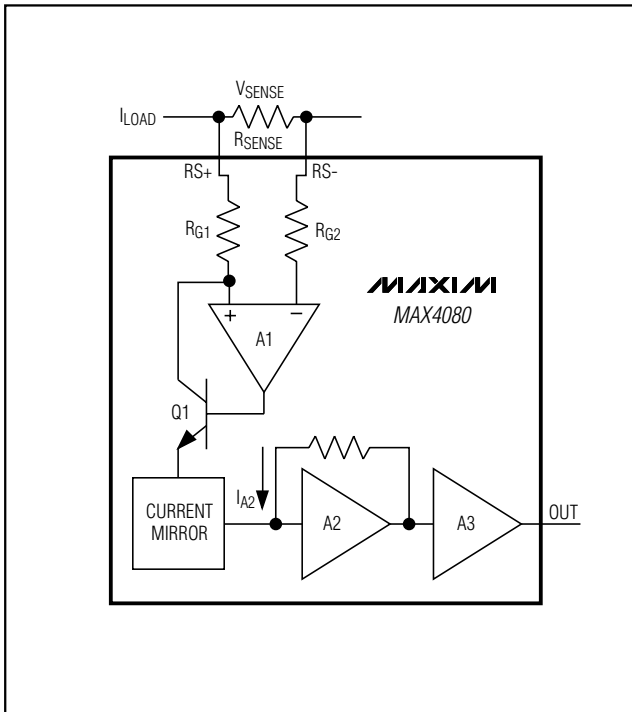 VSENSE
ILOAD
RSENSE
RS+
RS-
RG1
RG2
MAXIM
MAX4080
+
−
A1
Q1
IA2
CURRENT
MIRROR
A2
A3
OUT